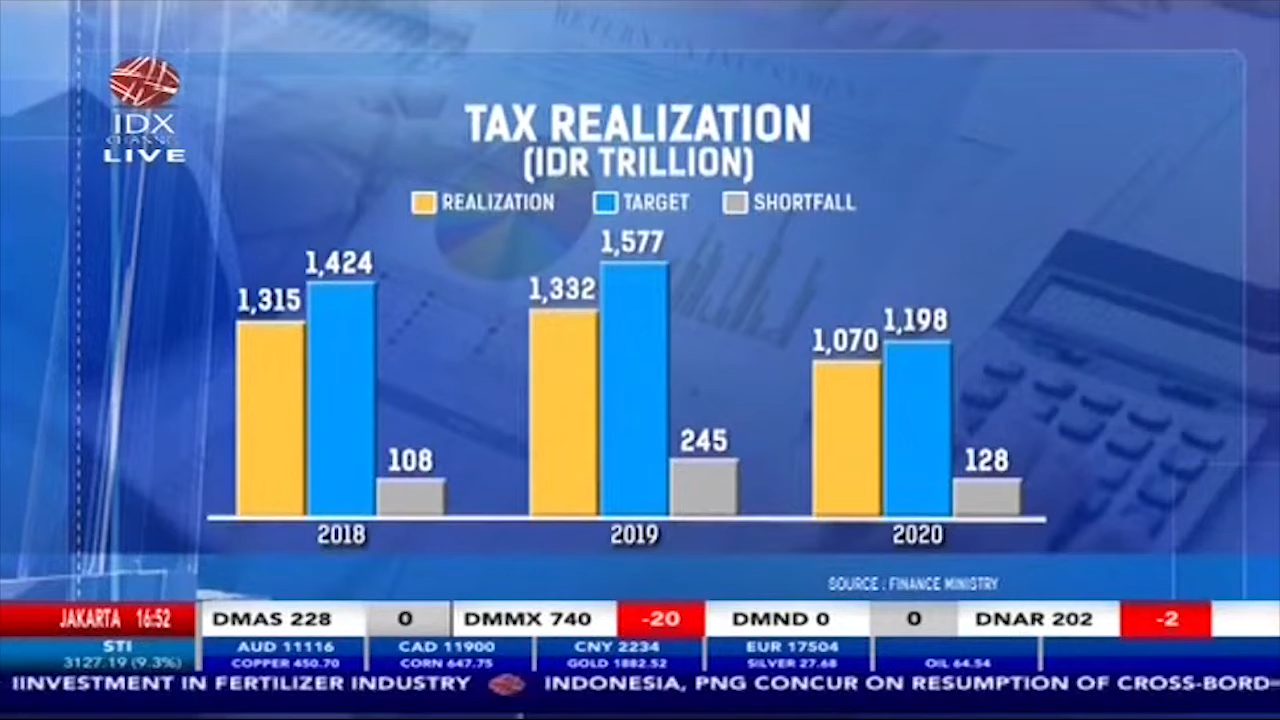 IDX
CHANNEL
LIVE
TAX REALIZATION
(IDR TRILLION)
REALIZATION TARGET SHORTFALL
1,315 1,424 108
1,332 1,577 245
1,070 1,198 128
2018 2019 2020
SOURCE : FINANCE MINISTRY
JAKARTA 16:52 DMAS 228 0 DMMX 740 -20 DMND 0 0 DNAR 202 -2
STI AUD 11116 CAD 11900 CNY 2234 EUR 17504
3127.19 (9.3%) COPPER 450.70 CORN 647.75 GOLD 1882.52 SILVER 27.68 OIL 64.54
IINVESTMENT IN FERTILIZER INDUSTRY INDONESIA, PNG CONCUR ON RESUMPTION OF CROSS-BORD